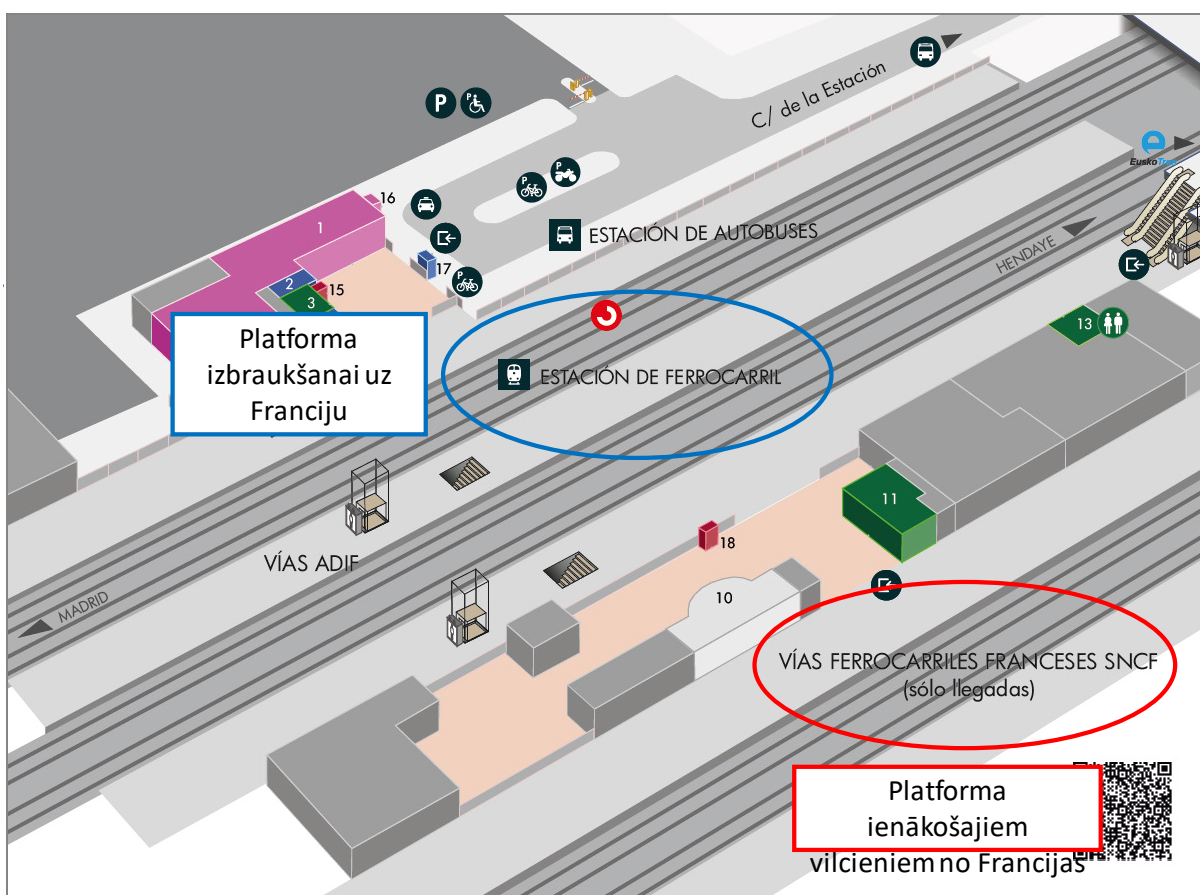 P
P
C/ de la Estación
EuskoTren
16
1
P
P
ESTACIÓN DE AUTOBUSES
HENDAYE
17
P
2
15
3
13
Platforma
izbraukšanai uz
Franciju
ESTACIÓN DE FERROCARRIL
11
18
VÍAS ADIF
10
MADRID
VÍAS FERROCARRILES FRANCESES SNCF
(sólo llegadas)
Platforma
ienākošajiem
vilcieniem no Francijas